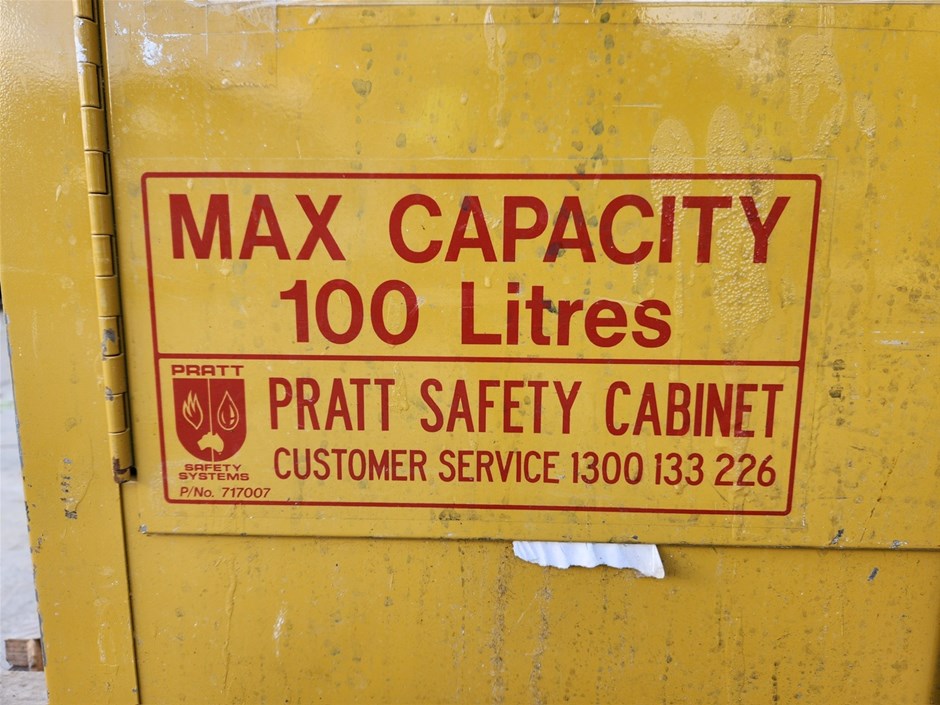 MAX CAPACITY
100 Litres
PRATT
SAFETY
SYSTEMS
P/No. 717007
PRATT SAFETY CABINET
CUSTOMER SERVICE 1300 133 226